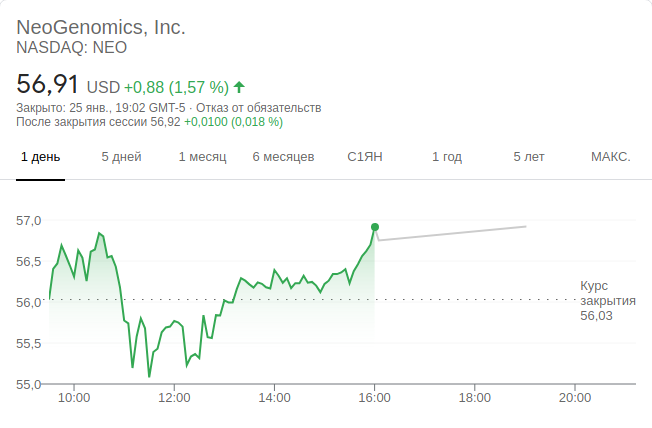 NeoGenomics, Inc.
NASDAQ: NEO
56,91 USD +0,88 (1,57 %)
Закрыто: 25 янв., 19:02 GMT-5 · Отказ от обязательств
После закрытия сессии 56,92 +0,0100 (0,018 %)
1 день 5 дней 1 месяц 6 месяцев С1ЯН 1 год 5 лет МАКС.
57,0
56,5
56,0
55,5
55,0
Курс
закрытия
56,03
10:00 12:00 14:00 16:00 18:00 20:00